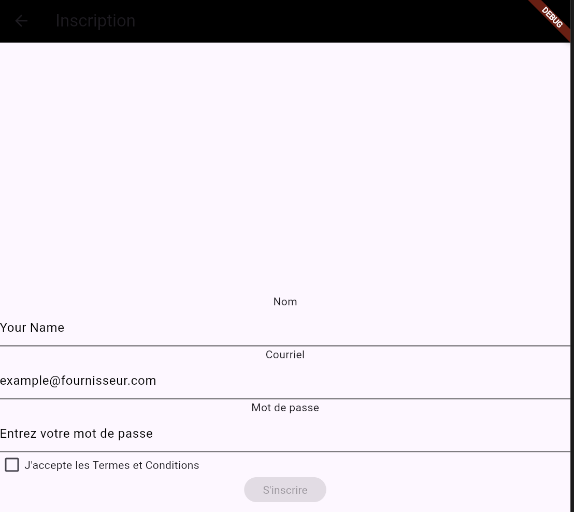 Inscription
DEBUG
Nom
Your Name
Courriel
example@fournisseur.com
Mot de passe
Entrez votre mot de passe
J'accepte les Termes et Conditions
S'inscrire